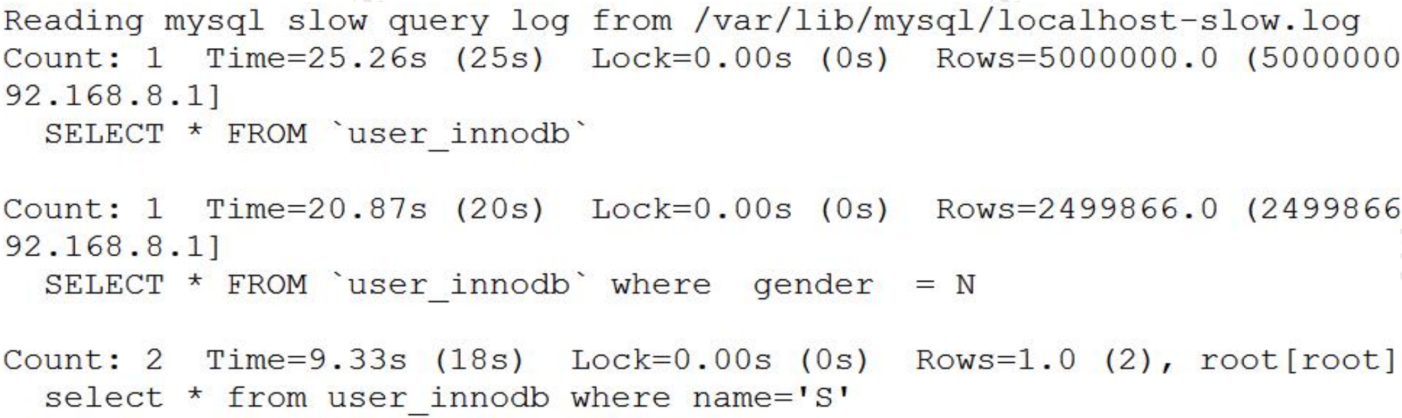 Reading mysql slow query log from /var/lib/mysql/localhost-slow.log
Count: 1  Time=25.26s (25s)  Lock=0.00s (0s)  Rows=5000000.0 (5000000
92.168.8.1]
  SELECT * FROM `user_innodb`
Count: 1  Time=20.87s (20s)  Lock=0.00s (0s)  Rows=2499866.0 (2499866
92.168.8.1]
  SELECT * FROM `user_innodb` where  gender  = N
Count: 2  Time=9.33s (18s)  Lock=0.00s (0s)  Rows=1.0 (2), root[root]
  select * from user_innodb where name='S'